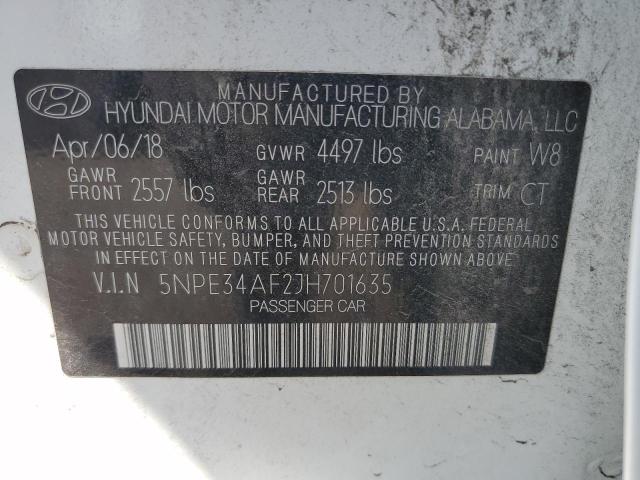 MANUFACTURED BY
HYUNDAI MOTOR MANUFACTURING ALABAMA, LLC
Apr/06/18 GVWR 4497 lbs PAINT W8
GAWR FRONT 2557 lbs GAWR REAR 2513 lbs TRIM CT
THIS VEHICLE CONFORMS TO ALL APPLICABLE U.S.A. FEDERAL
MOTOR VEHICLE SAFETY, BUMPER, AND THEFT PREVENTION STANDARDS
IN EFFECT ON THE DATE OF MANUFACTURE SHOWN ABOVE.
V.I.N 5NPE34AF2JH701635
PASSENGER CAR